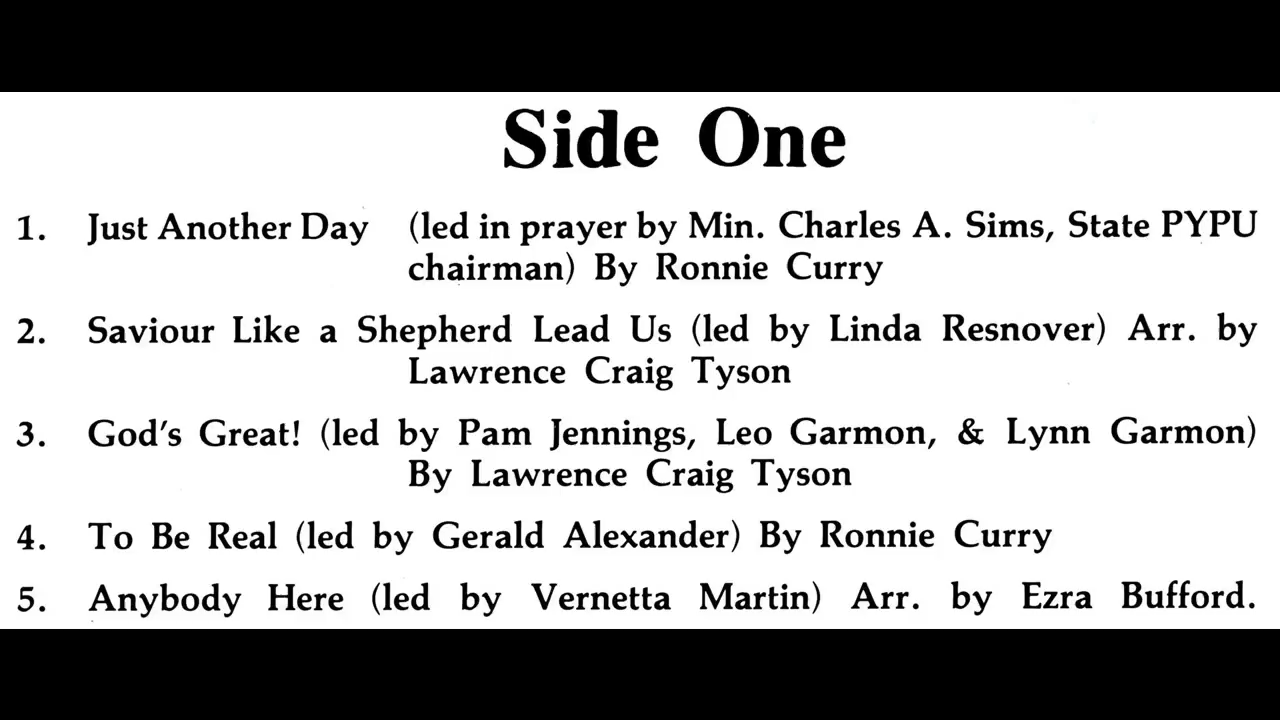 Side One
1. Just Another Day (led in prayer by Min. Charles A. Sims, State PYPU
chairman) By Ronnie Curry
2. Saviour Like a Shepherd Lead Us (led by Linda Resnover) Arr. by
Lawrence Craig Tyson
3. God's Great! (led by Pam Jennings, Leo Garmon, & Lynn Garmon)
By Lawrence Craig Tyson
4. To Be Real (led by Gerald Alexander) By Ronnie Curry
5. Anybody Here (led by Vernetta Martin) Arr. by Ezra Bufford.